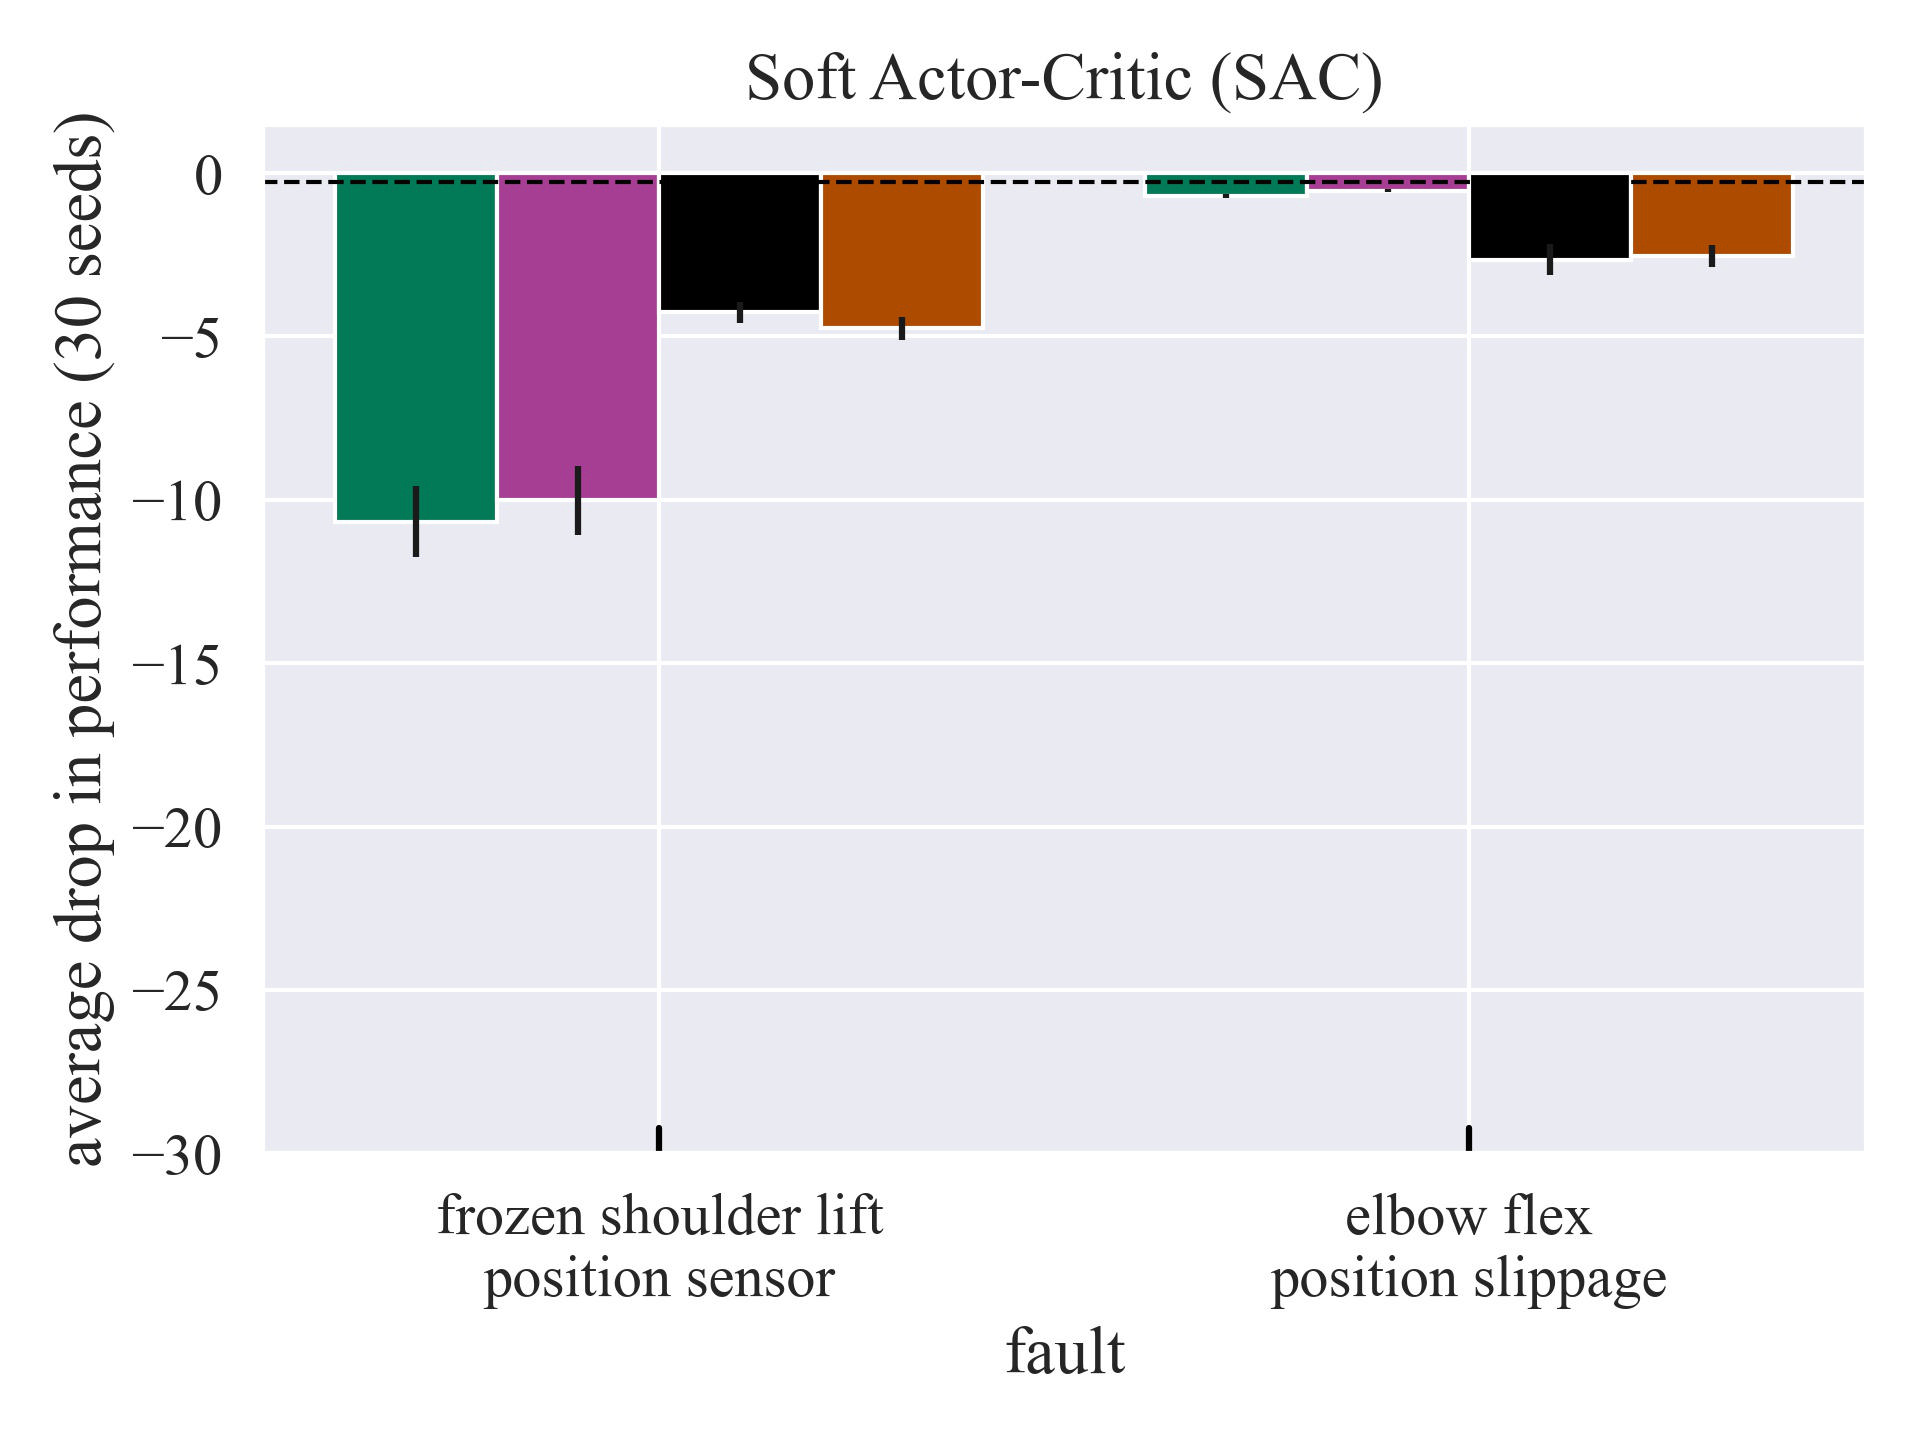 Soft Actor-Critic (SAC)
average drop in performance (30 seeds)
0
−5
−10
−15
−20
−25
−30
frozen shoulder lift
position sensor
elbow flex
position slippage
fault